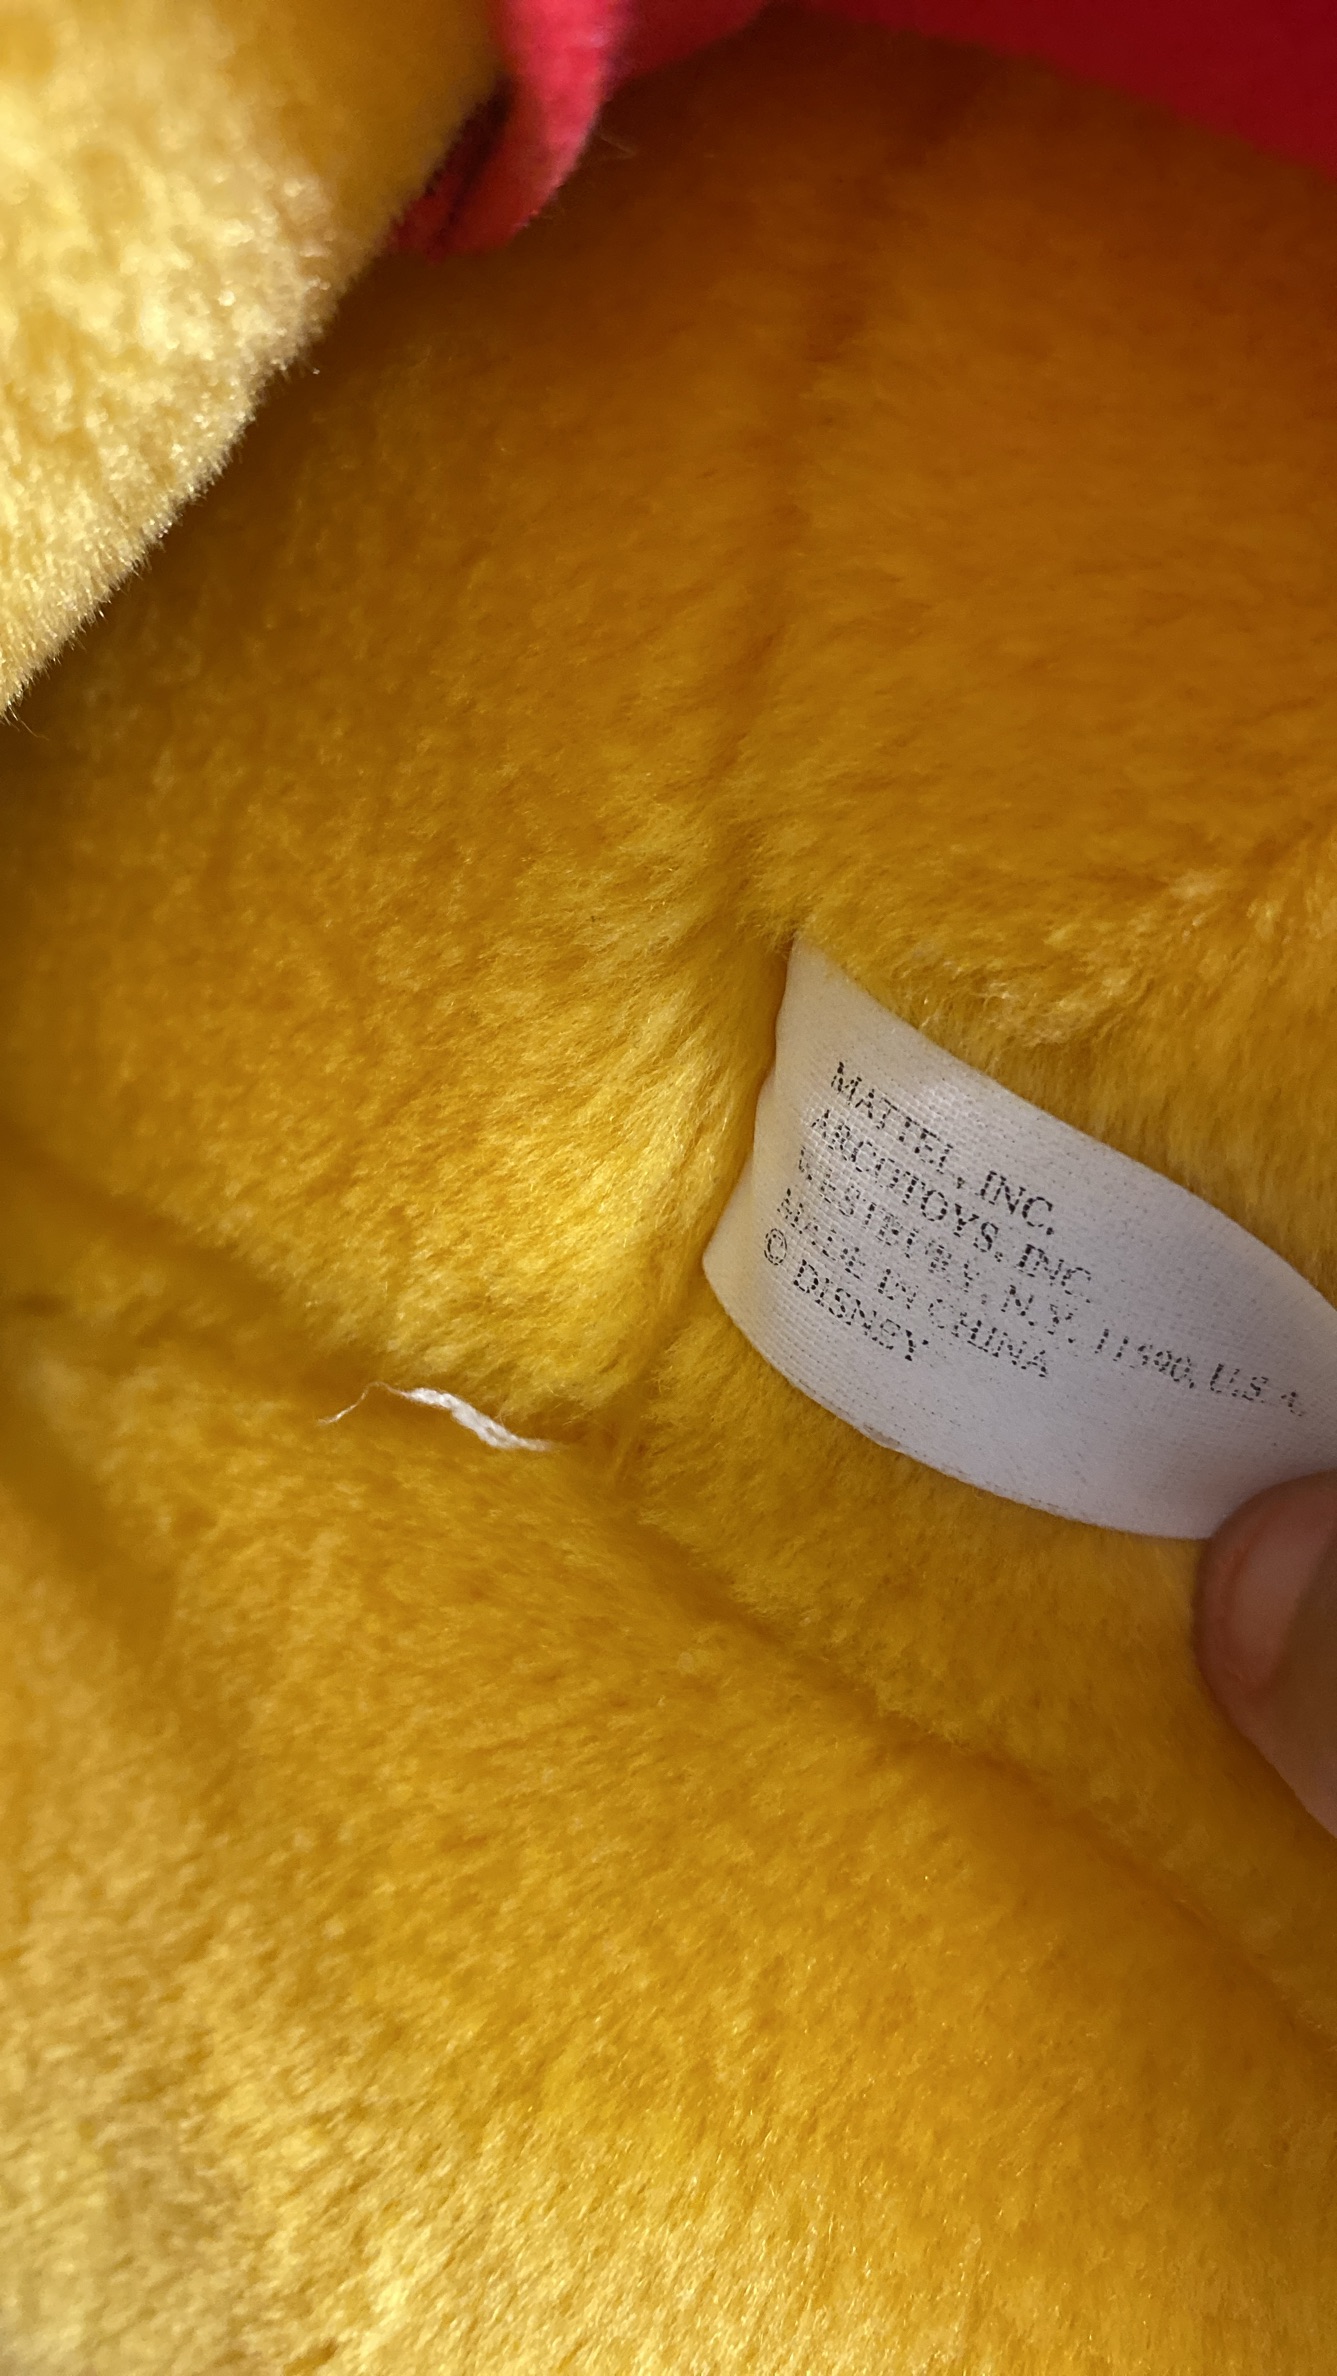 MATTEL, INC.
ARCOTOYS, INC.
WESTBURY, N.Y. 11590, U.S.A.
MADE IN CHINA
© DISNEY